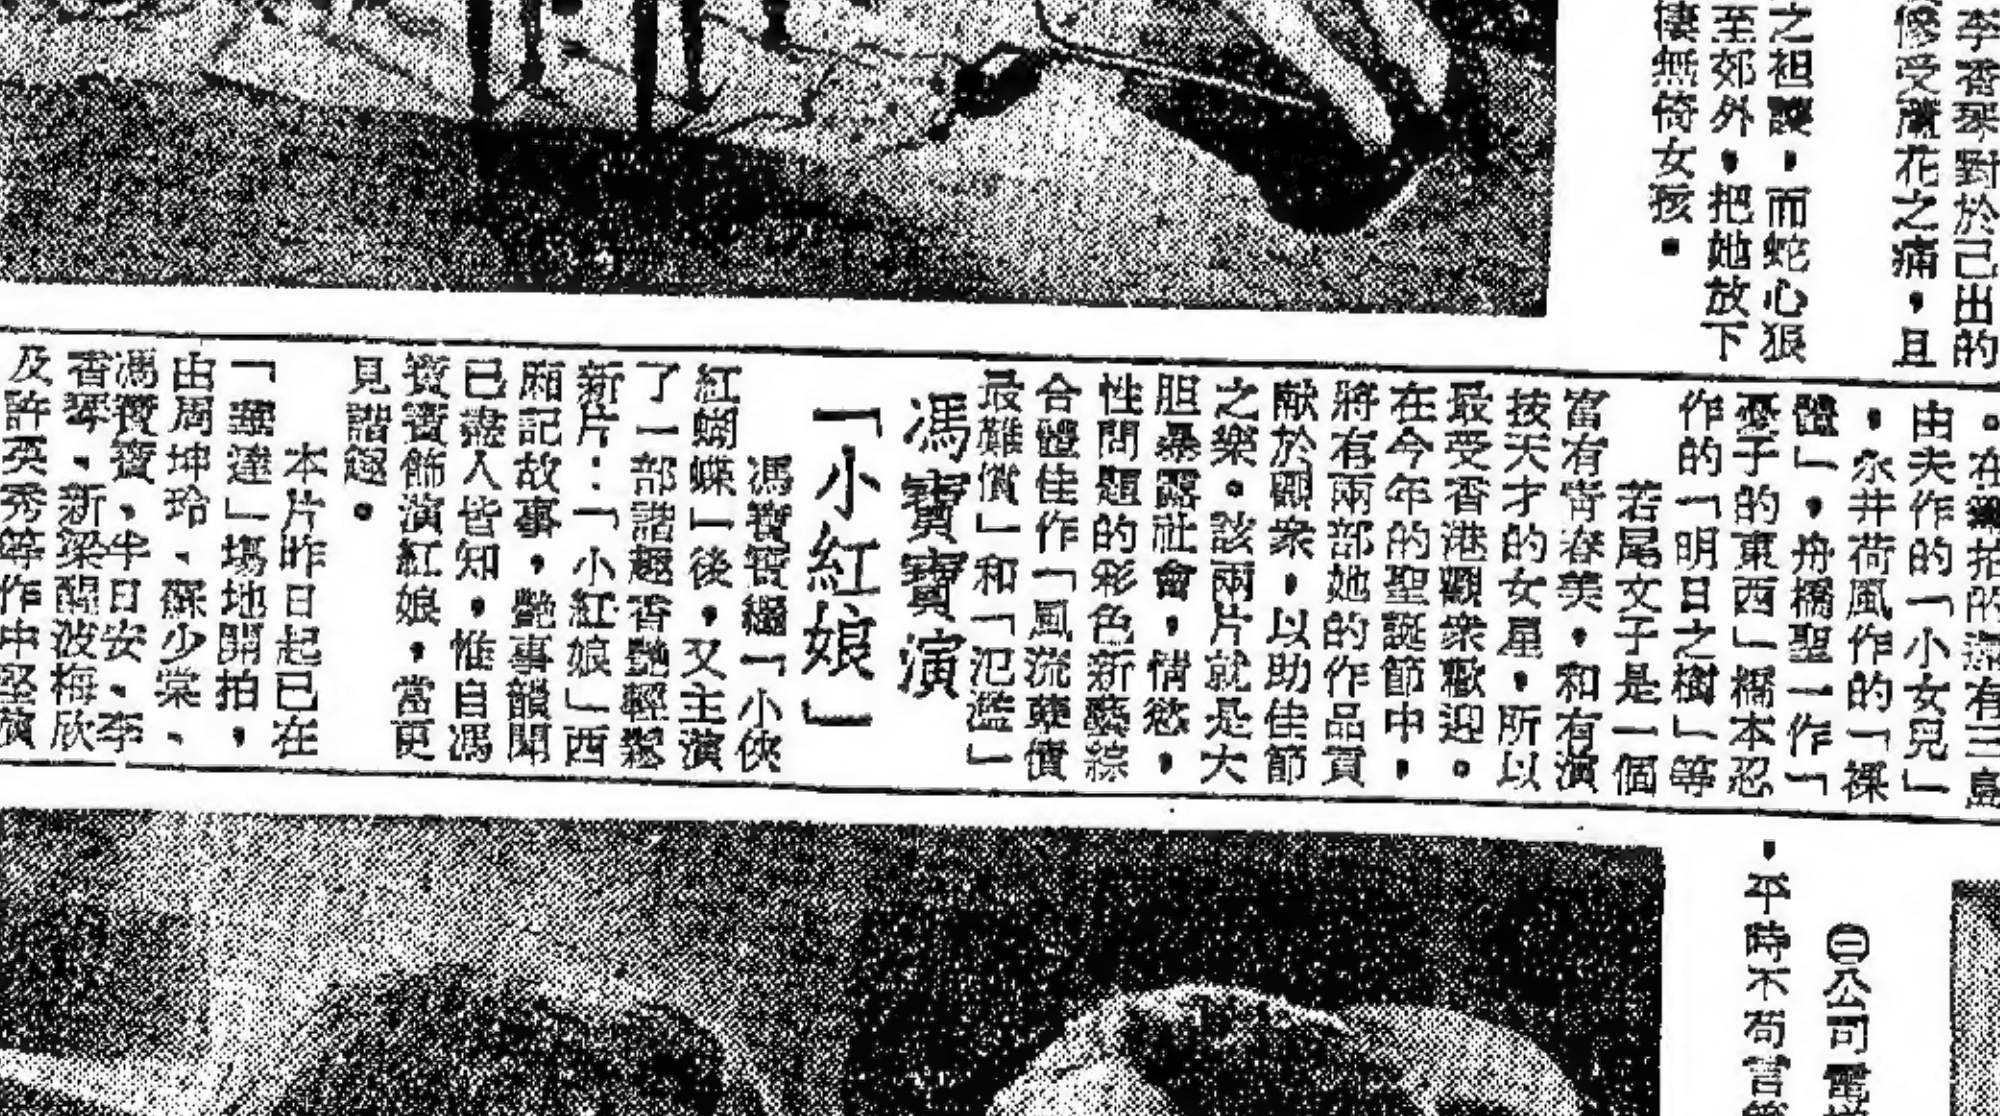 李香琴對於己出的
受
花之痛，且
之袒護，而蛇心狠
至郊外，把她放下
棲無倚女孩。
。在
拍的還有三島
由夫作的「小女兒」
，永井荷風作的「裸
體」，舟橋聖一作「
憂子的東西」橋本忍
作的「明日之樹」等
若尾文子是一個
富有青春美，和有演
技天才的女星，所以
最受香港觀衆歡迎。
在今年的聖誕節中，
將有兩部她的作品貢
献於觀衆，以助佳節
之樂。該兩片就是大
胆暴露社會，情慾，
性問題的彩色新藝綜
合體佳作「風流孽債
最難償」和「氾濫」
馮寶寶演
「小紅娘」
馮寶寶繼「小俠
紅蝴蝶」後，又主演
了一部諧趣香艷輕鬆
新片：「小紅娘」西
廂記故事，艷事韻聞
已盡人皆知，惟自馮
寶寶飾演紅娘，當更
見諧趣。
本片昨日起已在
「華達」塲地開拍，
由周坤玲、蘇少棠、
馮寶寶、半日安、李
香琴、新梁醒波梅欣
及許英秀等作中堅演
，平時不苟言
㊂公司電